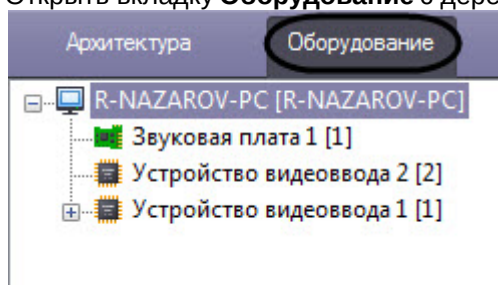 Открыть вкладку Оборудование с дере
Архитектура Оборудование
R-NAZAROV-PC [R-NAZAROV-PC]
Звуковая плата 1 [1]
Устройство видеоввода 2 [2]
Устройство видеоввода 1 [1]